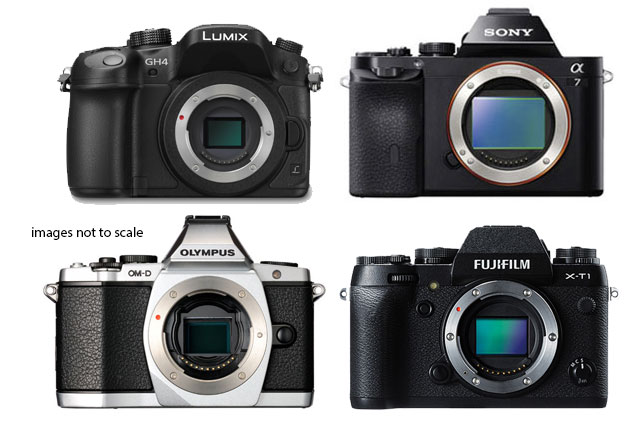 LUMIX
GH4
SONY
α
7
images not to scale
OLYMPUS
OM-D
FUJIFILM
X-T1